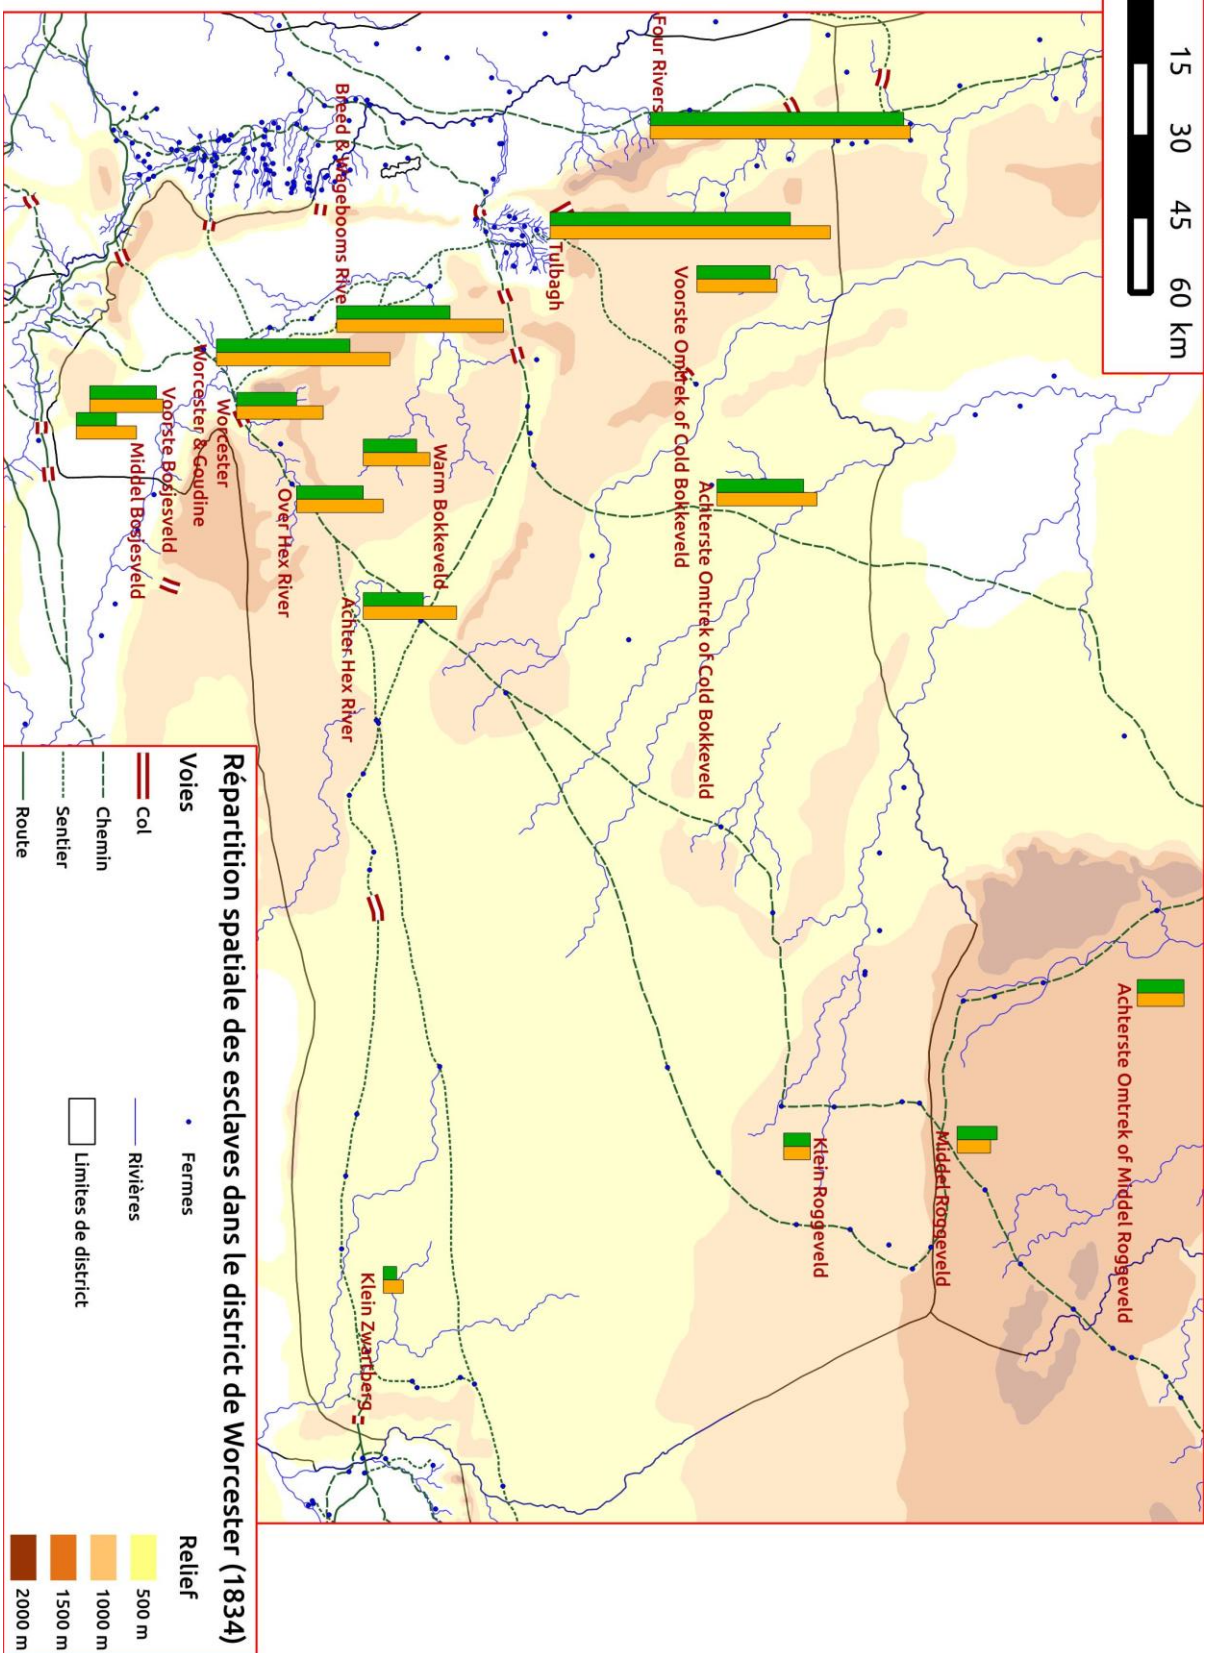 15 30 45 60 km
Four Rivers
Tulbagh
Voorste Omtrek of Cold Bokkeveld
Achterste Omtrek of Cold Bokkeveld
Breed & Wagebooms River
Worcester & Goudine
Worcester
Voorste Bosjesveld
Middel Bosjesveld
Over Hex River
Warm Bokkeveld
Achter Hex River
Achterste Omtrek of Middel Roggeveld
Middel Roggeveld
Klein Roggeveld
Klein Zwartberg
Répartition spatiale des esclaves dans le district de Worcester (1834)
Voies
Col
Chemin
Sentier
Route
Fermes
Rivières
Limites de district
Relief
500 m
1000 m
1500 m
2000 m